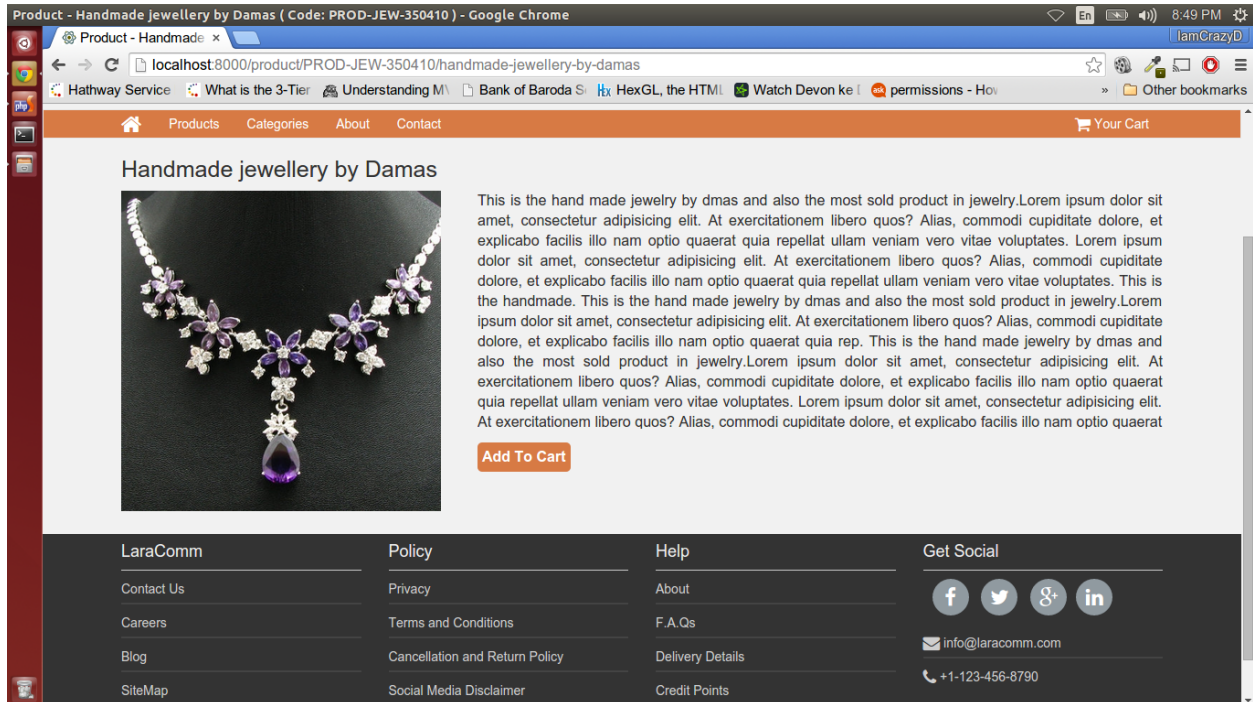 Product - Handmade jewellery by Damas ( Code: PROD-JEW-350410 ) - Google Chrome
En
8:49 PM
Product - Handmade ×
IamCrazyD
localhost:8000/product/PROD-JEW-350410/handmade-jewellery-by-damas
Hathway Service
What is the 3-Tier
Understanding M
Bank of Baroda S
HX HexGL, the HTML
Watch Devon ke
ask permissions - How
»
Other bookmarks
php
Products
Categories
About
Contact
Your Cart
Handmade jewellery by Damas
This is the hand made jewelry by dmas and also the most sold product in jewelry.Lorem ipsum dolor sit
amet, consectetur adipisicing elit. At exercitationem libero quos? Alias, commodi cupiditate dolore, et
explicabo facilis illo nam optio quaerat quia repellat ullam veniam vero vitae voluptates. Lorem ipsum
dolor sit amet, consectetur adipisicing elit. At exercitationem libero quos? Alias, commodi cupiditate
dolore, et explicabo facilis illo nam optio quaerat quia repellat ullam veniam vero vitae voluptates. This is
the handmade. This is the hand made jewelry by dmas and also the most sold product in jewelry.Lorem
ipsum dolor sit amet, consectetur adipisicing elit. At exercitationem libero quos? Alias, commodi cupiditate
dolore, et explicabo facilis illo nam optio quaerat quia rep. This is the hand made jewelry by dmas and
also the most sold product in jewelry.Lorem ipsum dolor sit amet, consectetur adipisicing elit. At
exercitationem libero quos? Alias, commodi cupiditate dolore, et explicabo facilis illo nam optio quaerat
quia repellat ullam veniam vero vitae voluptates. Lorem ipsum dolor sit amet, consectetur adipisicing elit.
At exercitationem libero quos? Alias, commodi cupiditate dolore, et explicabo facilis illo nam optio quaerat
Add To Cart
LaraComm
Contact Us
Careers
Blog
SiteMap
Policy
Privacy
Terms and Conditions
Cancellation and Return Policy
Social Media Disclaimer
Help
About
F.A.Qs
Delivery Details
Credit Points
Get Social
info@laracomm.com
+1-123-456-8790